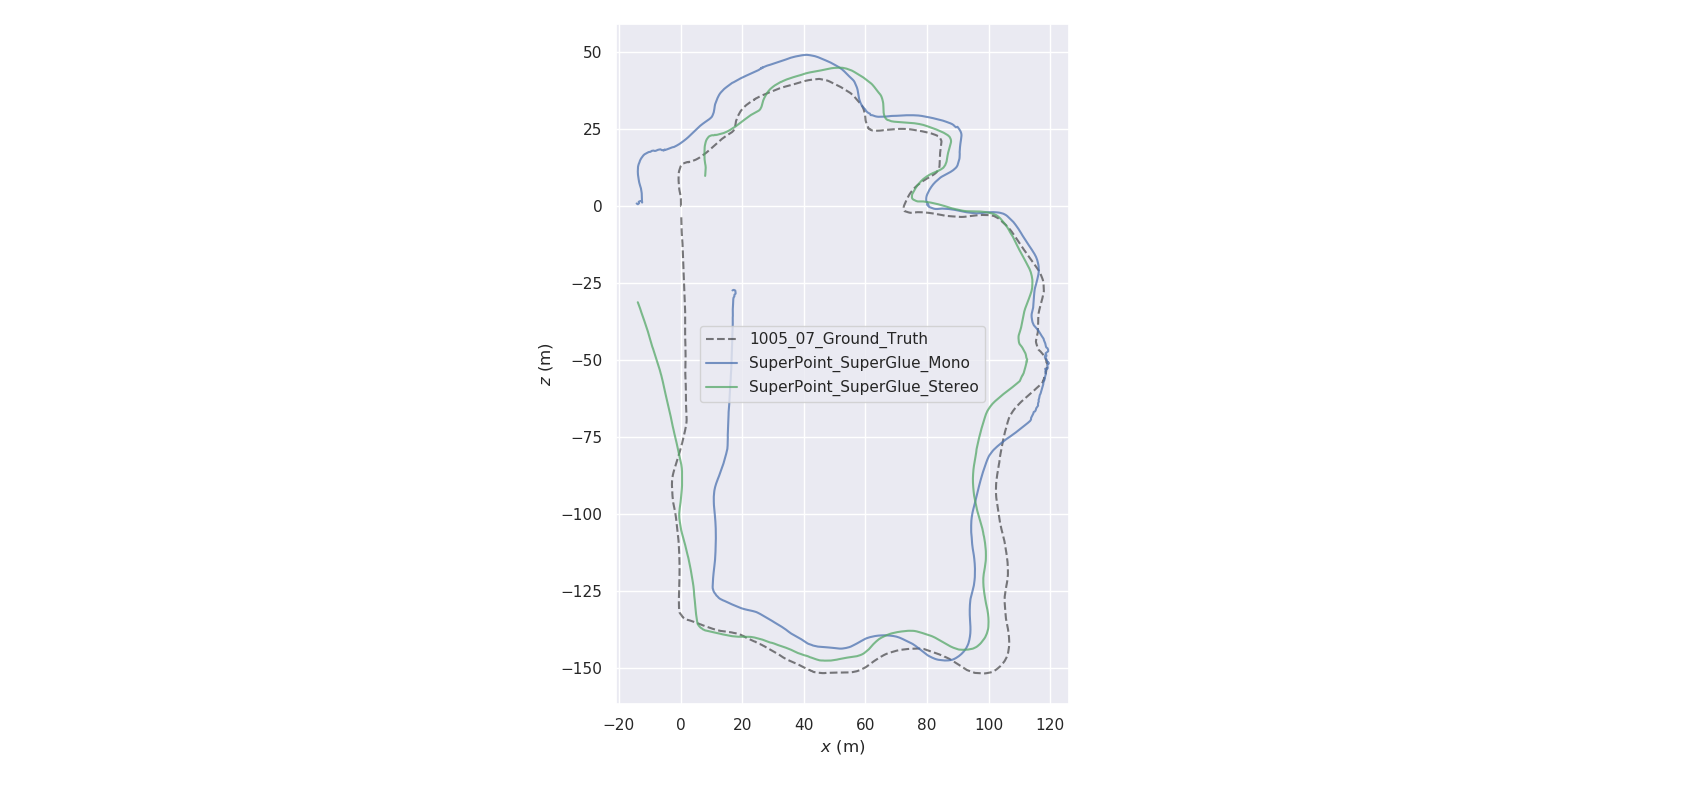 50
25
0
−25
−50
−75
−100
−125
−150
z (m)
1005_07_Ground_Truth
SuperPoint_SuperGlue_Mono
SuperPoint_SuperGlue_Stereo
−20 0 20 40 60 80 100 120
x (m)